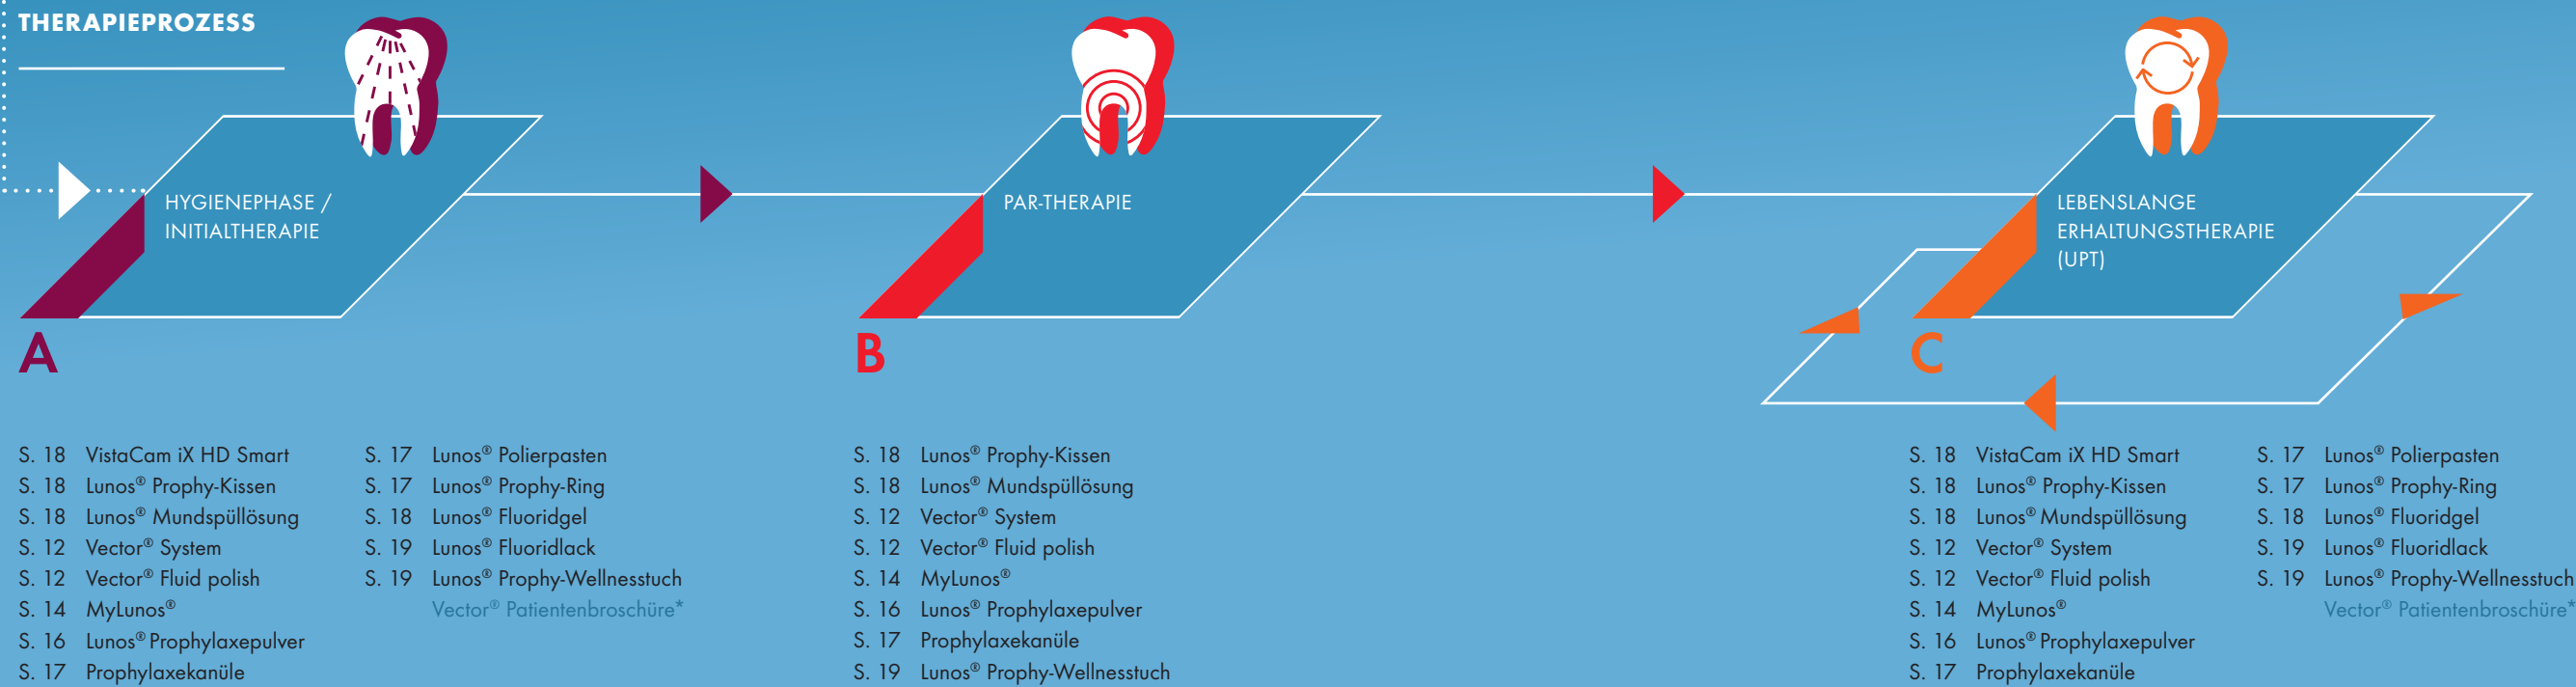 THERAPIEPROZESS
HYGIENEPHASE /
INITIALTHERAPIE
A
S. 18 VistaCam iX HD Smart
S. 18 Lunos® Prophy-Kissen
S. 18 Lunos® Mundspüllösung
S. 12 Vector® System
S. 12 Vector® Fluid polish
S. 14 MyLunos®
S. 16 Lunos® Prophylaxepulver
S. 17 Prophylaxekanüle
S. 17 Lunos® Polierpasten
S. 17 Lunos® Prophy-Ring
S. 18 Lunos® Fluoridgel
S. 19 Lunos® Fluoridlack
S. 19 Lunos® Prophy-Wellnesstuch
Vector® Patientenbroschüre*
PAR-THERAPIE
B
S. 18 Lunos® Prophy-Kissen
S. 18 Lunos® Mundspüllösung
S. 12 Vector® System
S. 12 Vector® Fluid polish
S. 14 MyLunos®
S. 16 Lunos® Prophylaxepulver
S. 17 Prophylaxekanüle
S. 19 Lunos® Prophy-Wellnesstuch
LEBENSLANGE
ERHALTUNGSTHERAPIE
(UPT)
C
S. 18 VistaCam iX HD Smart
S. 18 Lunos® Prophy-Kissen
S. 18 Lunos® Mundspüllösung
S. 12 Vector® System
S. 12 Vector® Fluid polish
S. 14 MyLunos®
S. 16 Lunos® Prophylaxepulver
S. 17 Prophylaxekanüle
S. 17 Lunos® Polierpasten
S. 17 Lunos® Prophy-Ring
S. 18 Lunos® Fluoridgel
S. 19 Lunos® Fluoridlack
S. 19 Lunos® Prophy-Wellnesstuch
Vector® Patientenbroschüre*